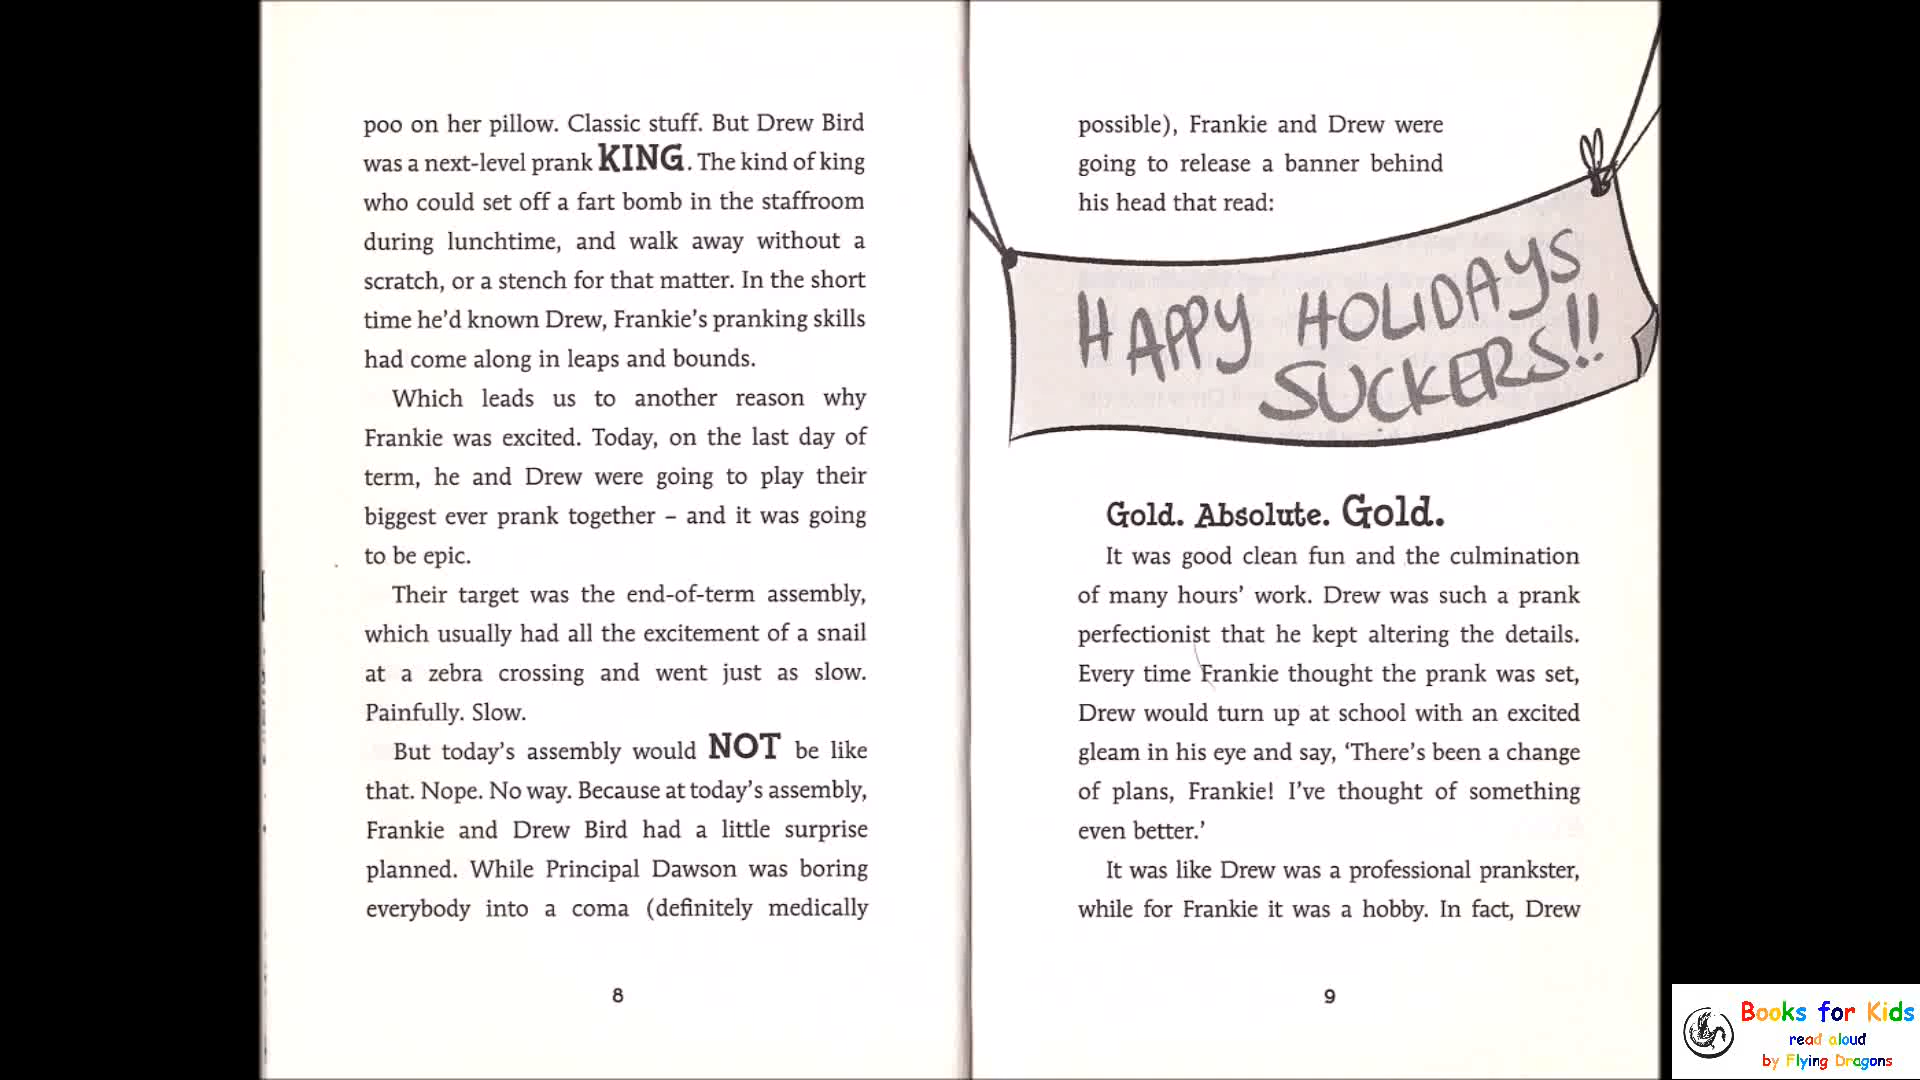 poo on her pillow. Classic stuff. But Drew Bird
was a next-level prank KING. The kind of king
who could set off a fart bomb in the staffroom
during lunchtime, and walk away without a
scratch, or a stench for that matter. In the short
time he’d known Drew, Frankie’s pranking skills
had come along in leaps and bounds.
Which leads us to another reason why
Frankie was excited. Today, on the last day of
term, he and Drew were going to play their
biggest ever prank together – and it was going
to be epic.
Their target was the end-of-term assembly,
which usually had all the excitement of a snail
at a zebra crossing and went just as slow.
Painfully. Slow.
But today’s assembly would NOT be like
that. Nope. No way. Because at today’s assembly,
Frankie and Drew Bird had a little surprise
planned. While Principal Dawson was boring
everybody into a coma (definitely medically
8
possible), Frankie and Drew were
going to release a banner behind
his head that read:
HAPPY HOLIDAYS
SUCKERS!!
Gold. Absolute. Gold.
It was good clean fun and the culmination
of many hours’ work. Drew was such a prank
perfectionist that he kept altering the details.
Every time Frankie thought the prank was set,
Drew would turn up at school with an excited
gleam in his eye and say, ‘There’s been a change
of plans, Frankie! I’ve thought of something
even better.’
It was like Drew was a professional prankster,
while for Frankie it was a hobby. In fact, Drew
9
Books for Kids
read aloud
by Flying Dragons